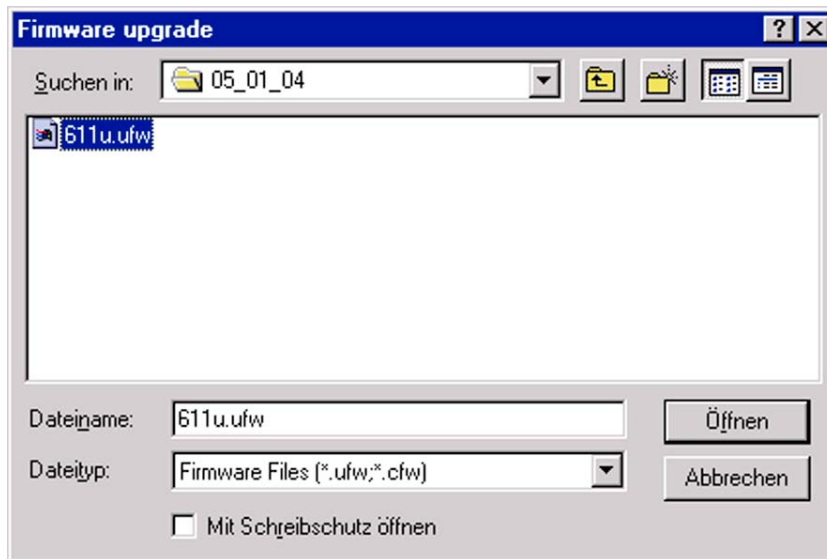 Firmware upgrade
Suchen in: 05_01_04
611u.ufw
Dateiname: 611u.ufw Öffnen
Dateityp: Firmware Files (*.ufw;*.cfw) Abbrechen
Mit Schreibschutz öffnen